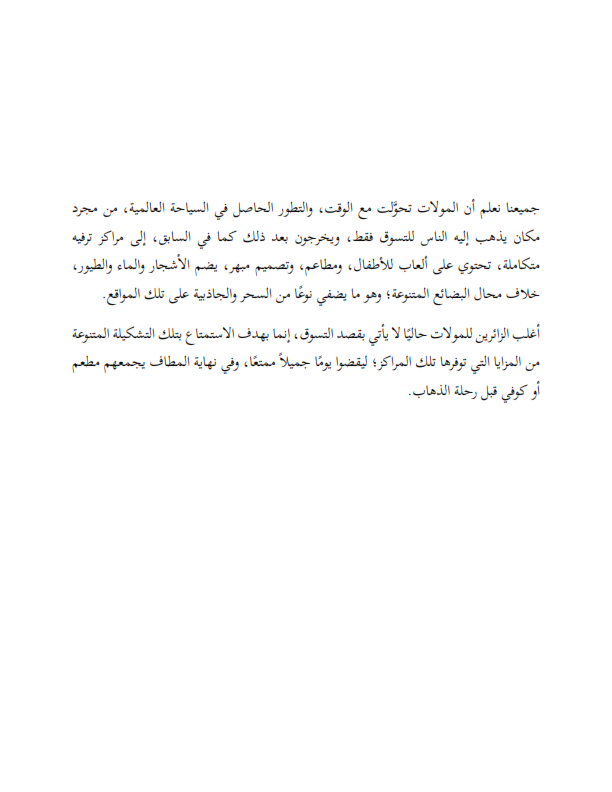 جميعنا نعلم أن المولات تحوَّلت مع الوقت، والتطور الحاصل في السياحة العالمية، من مجرد
مكان يذهب إليه الناس للتسوق فقط، ويخرجون بعد ذلك كما في السابق، إلى مراكز ترفيه
متكاملة، تحتوي على ألعاب للأطفال، ومطاعم، وتصميم مبهر، يضم الأشجار والماء والطيور،
خلاف محال البضائع المتنوعة؛ وهو ما يضفي نوعًا من السحر والجاذبية على تلك المواقع.
أغلب الزائرين للمولات حاليًا لا يأتي بقصد التسوق، إنما بهدف الاستمتاع بتلك التشكيلة المتنوعة
من المزايا التي توفرها تلك المراكز؛ ليقضوا يومًا جميلاً ممتعًا، وفي نهاية المطاف يجمعهم مطعم
أو كوفي قبل رحلة الذهاب.